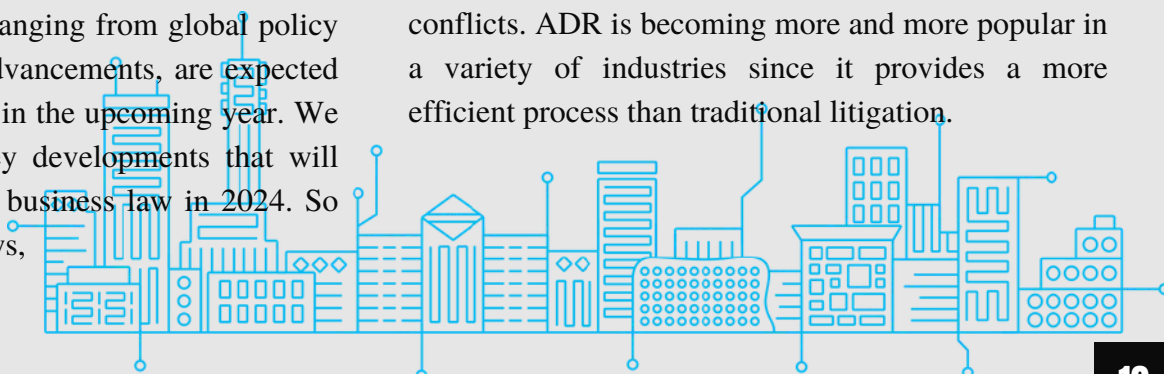 anging from global policy
dvancements, are expected
in the upcoming year. We
y developments that will
business law in 2024. So
s,
conflicts. ADR is becoming more and more popular in
a variety of industries since it provides a more
efficient process than traditional litigation.